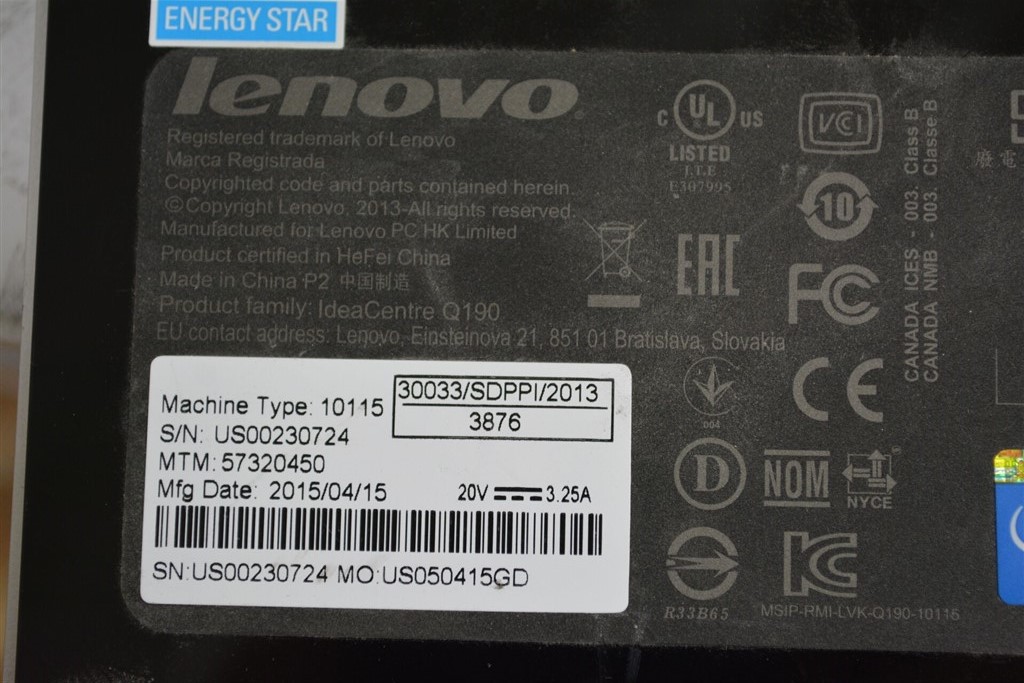 ENERGY STAR
lenovo
Registered trademark of Lenovo
Marca Registrada
Copyrighted code and parts contained herein.
©Copyright Lenovo. 2013-All rights reserved.
Manufactured for Lenovo PC HK Limited
Product certified in HeFei China
Made in China P2 中国制造
Product family: IdeaCentre Q190
EU contact address: Lenovo, Einsteinova 21, 851 01 Bratislava, Slovakia
Machine Type: 10115
30033/SDPPI/2013
3876
S/N: US00230724
MTM: 57320450
Mfg Date: 2015/04/15
20V 3.25A
SN:US00230724 MO:US050415GD
C UL US
LISTED
I.T.E
E307995
VCI
10
EAC
FC
CE
004
D
NOM
NYCE
R33B65
KC
MSIP-RMI-LVK-Q190-10115
CANADA ICES - 003. Class B
CANADA NMB - 003. Classe B
廢電